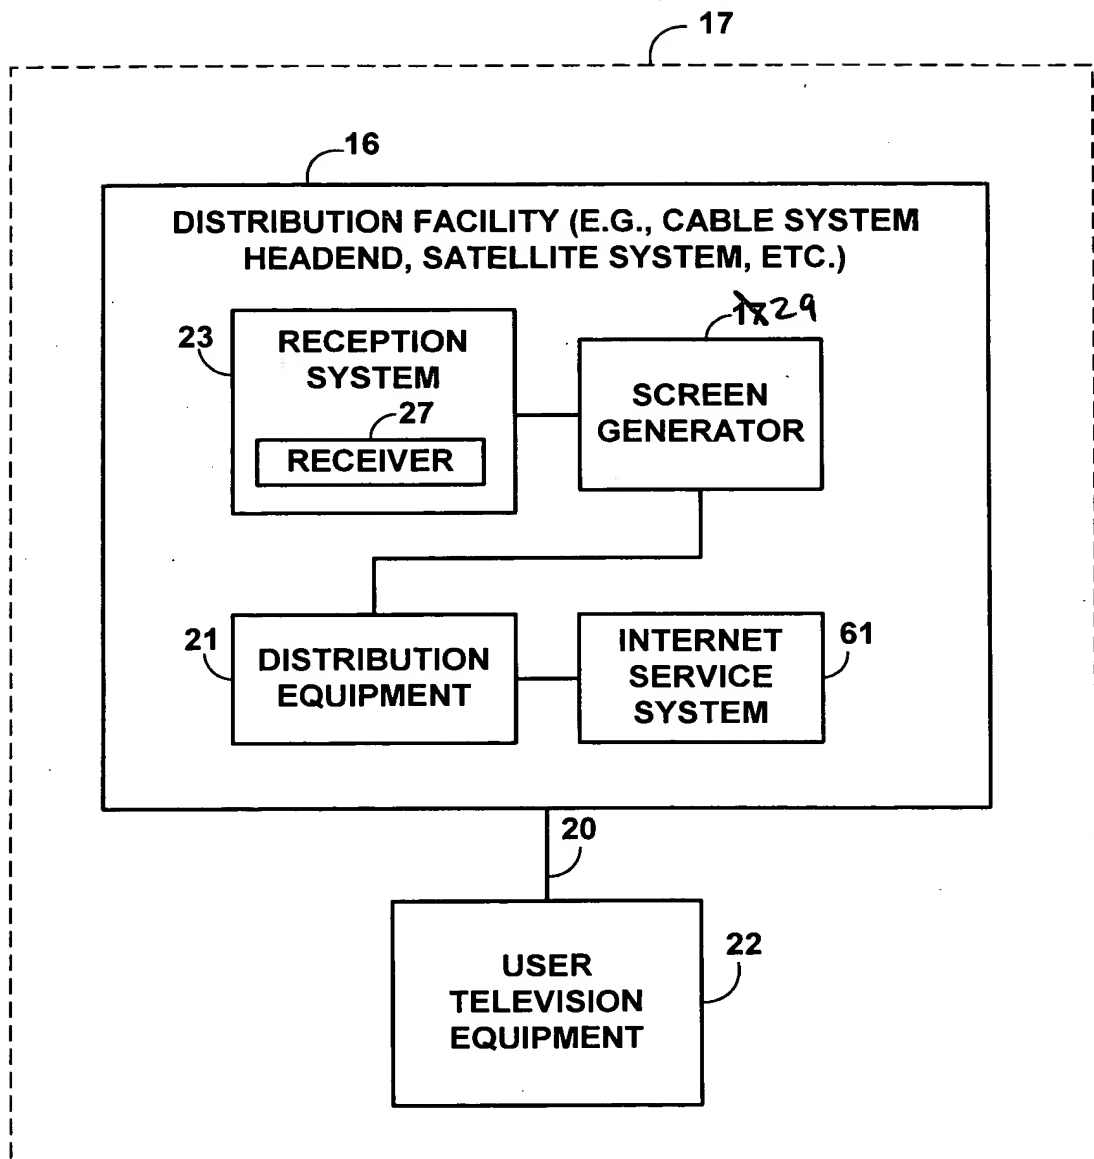 17
16
DISTRIBUTION FACILITY (E.G., CABLE SYSTEM
HEADEND, SATELLITE SYSTEM, ETC.)
23
RECEPTION
SYSTEM
27
RECEIVER
29
SCREEN
GENERATOR
21
DISTRIBUTION
EQUIPMENT
INTERNET
SERVICE
SYSTEM
61
20
USER
TELEVISION
EQUIPMENT
22